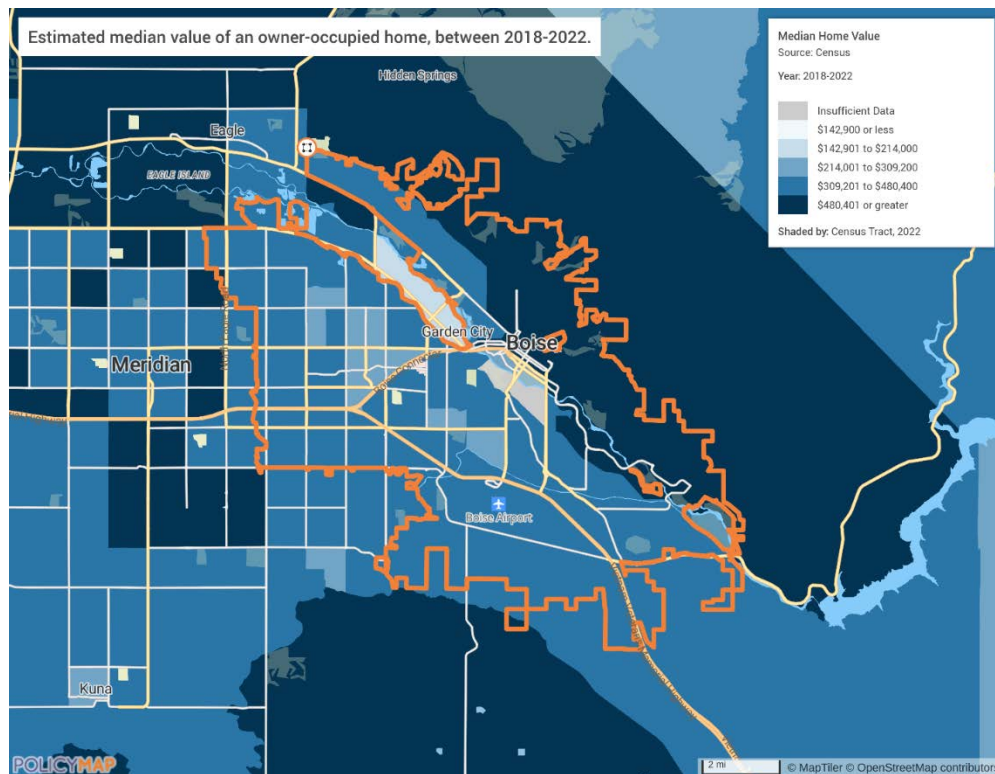 Estimated median value of an owner-occupied home, between 2018-2022.
Median Home Value
Source: Census
Year: 2018-2022
Insufficient Data
$142,900 or less
$142,901 to $214,000
$214,001 to $309,200
$309,201 to $480,400
$480,401 or greater
Shaded by: Census Tract, 2022
Hidden Springs
Eagle
EAGLE ISLAND
Garden City
Boise
Meridian
Boise Airport
Kuna
POLICYMAP
2 mi
© MapTiler © OpenStreetMap contributors